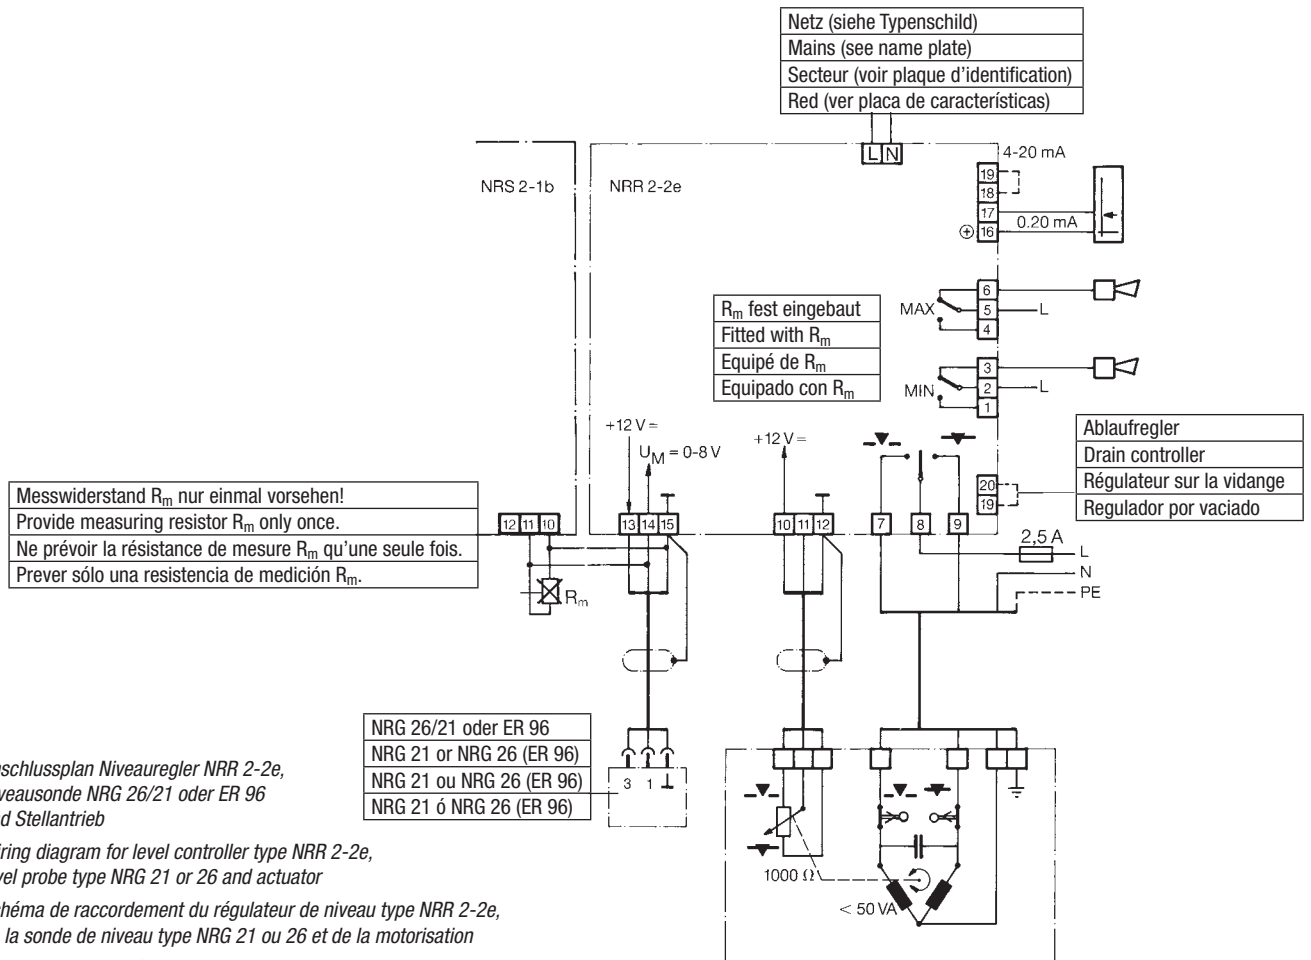 Netz (siehe Typenschild)
Mains (see name plate)
Secteur (voir plaque d'identification)
Red (ver placa de características)
L N
4-20 mA
NRS 2-1b
NRR 2-2e
19
18
17
0.20 mA
16
Rm fest eingebaut
Fitted with Rm
Equipé de Rm
Equipado con Rm
6
MAX
5
L
4
3
MIN
2
L
1
+12 V =
UM = 0-8 V
+12 V =
Ablaufregler
Drain controller
Régulateur sur la vidange
Regulador por vaciado
20
19
Messwiderstand Rm nur einmal vorsehen!
Provide measuring resistor Rm only once.
Ne prévoir la résistance de mesure Rm qu'une seule fois.
Prever sólo una resistencia de medición Rm.
12 11 10
13 14 15
10 11 12
7
8
9
2,5 A
L
N
PE
Rm
NRG 26/21 oder ER 96
NRG 21 or NRG 26 (ER 96)
NRG 21 ou NRG 26 (ER 96)
NRG 21 ó NRG 26 (ER 96)
3 1
1000 Ω
< 50 VA
nschlussplan Niveauregler NRR 2-2e,
veausonde NRG 26/21 oder ER 96
d Stellantrieb
iring diagram for level controller type NRR 2-2e,
vel probe type NRG 21 or 26 and actuator
héma de raccordement du régulateur de niveau type NRR 2-2e,
la sonde de niveau type NRG 21 ou 26 et de la motorisation